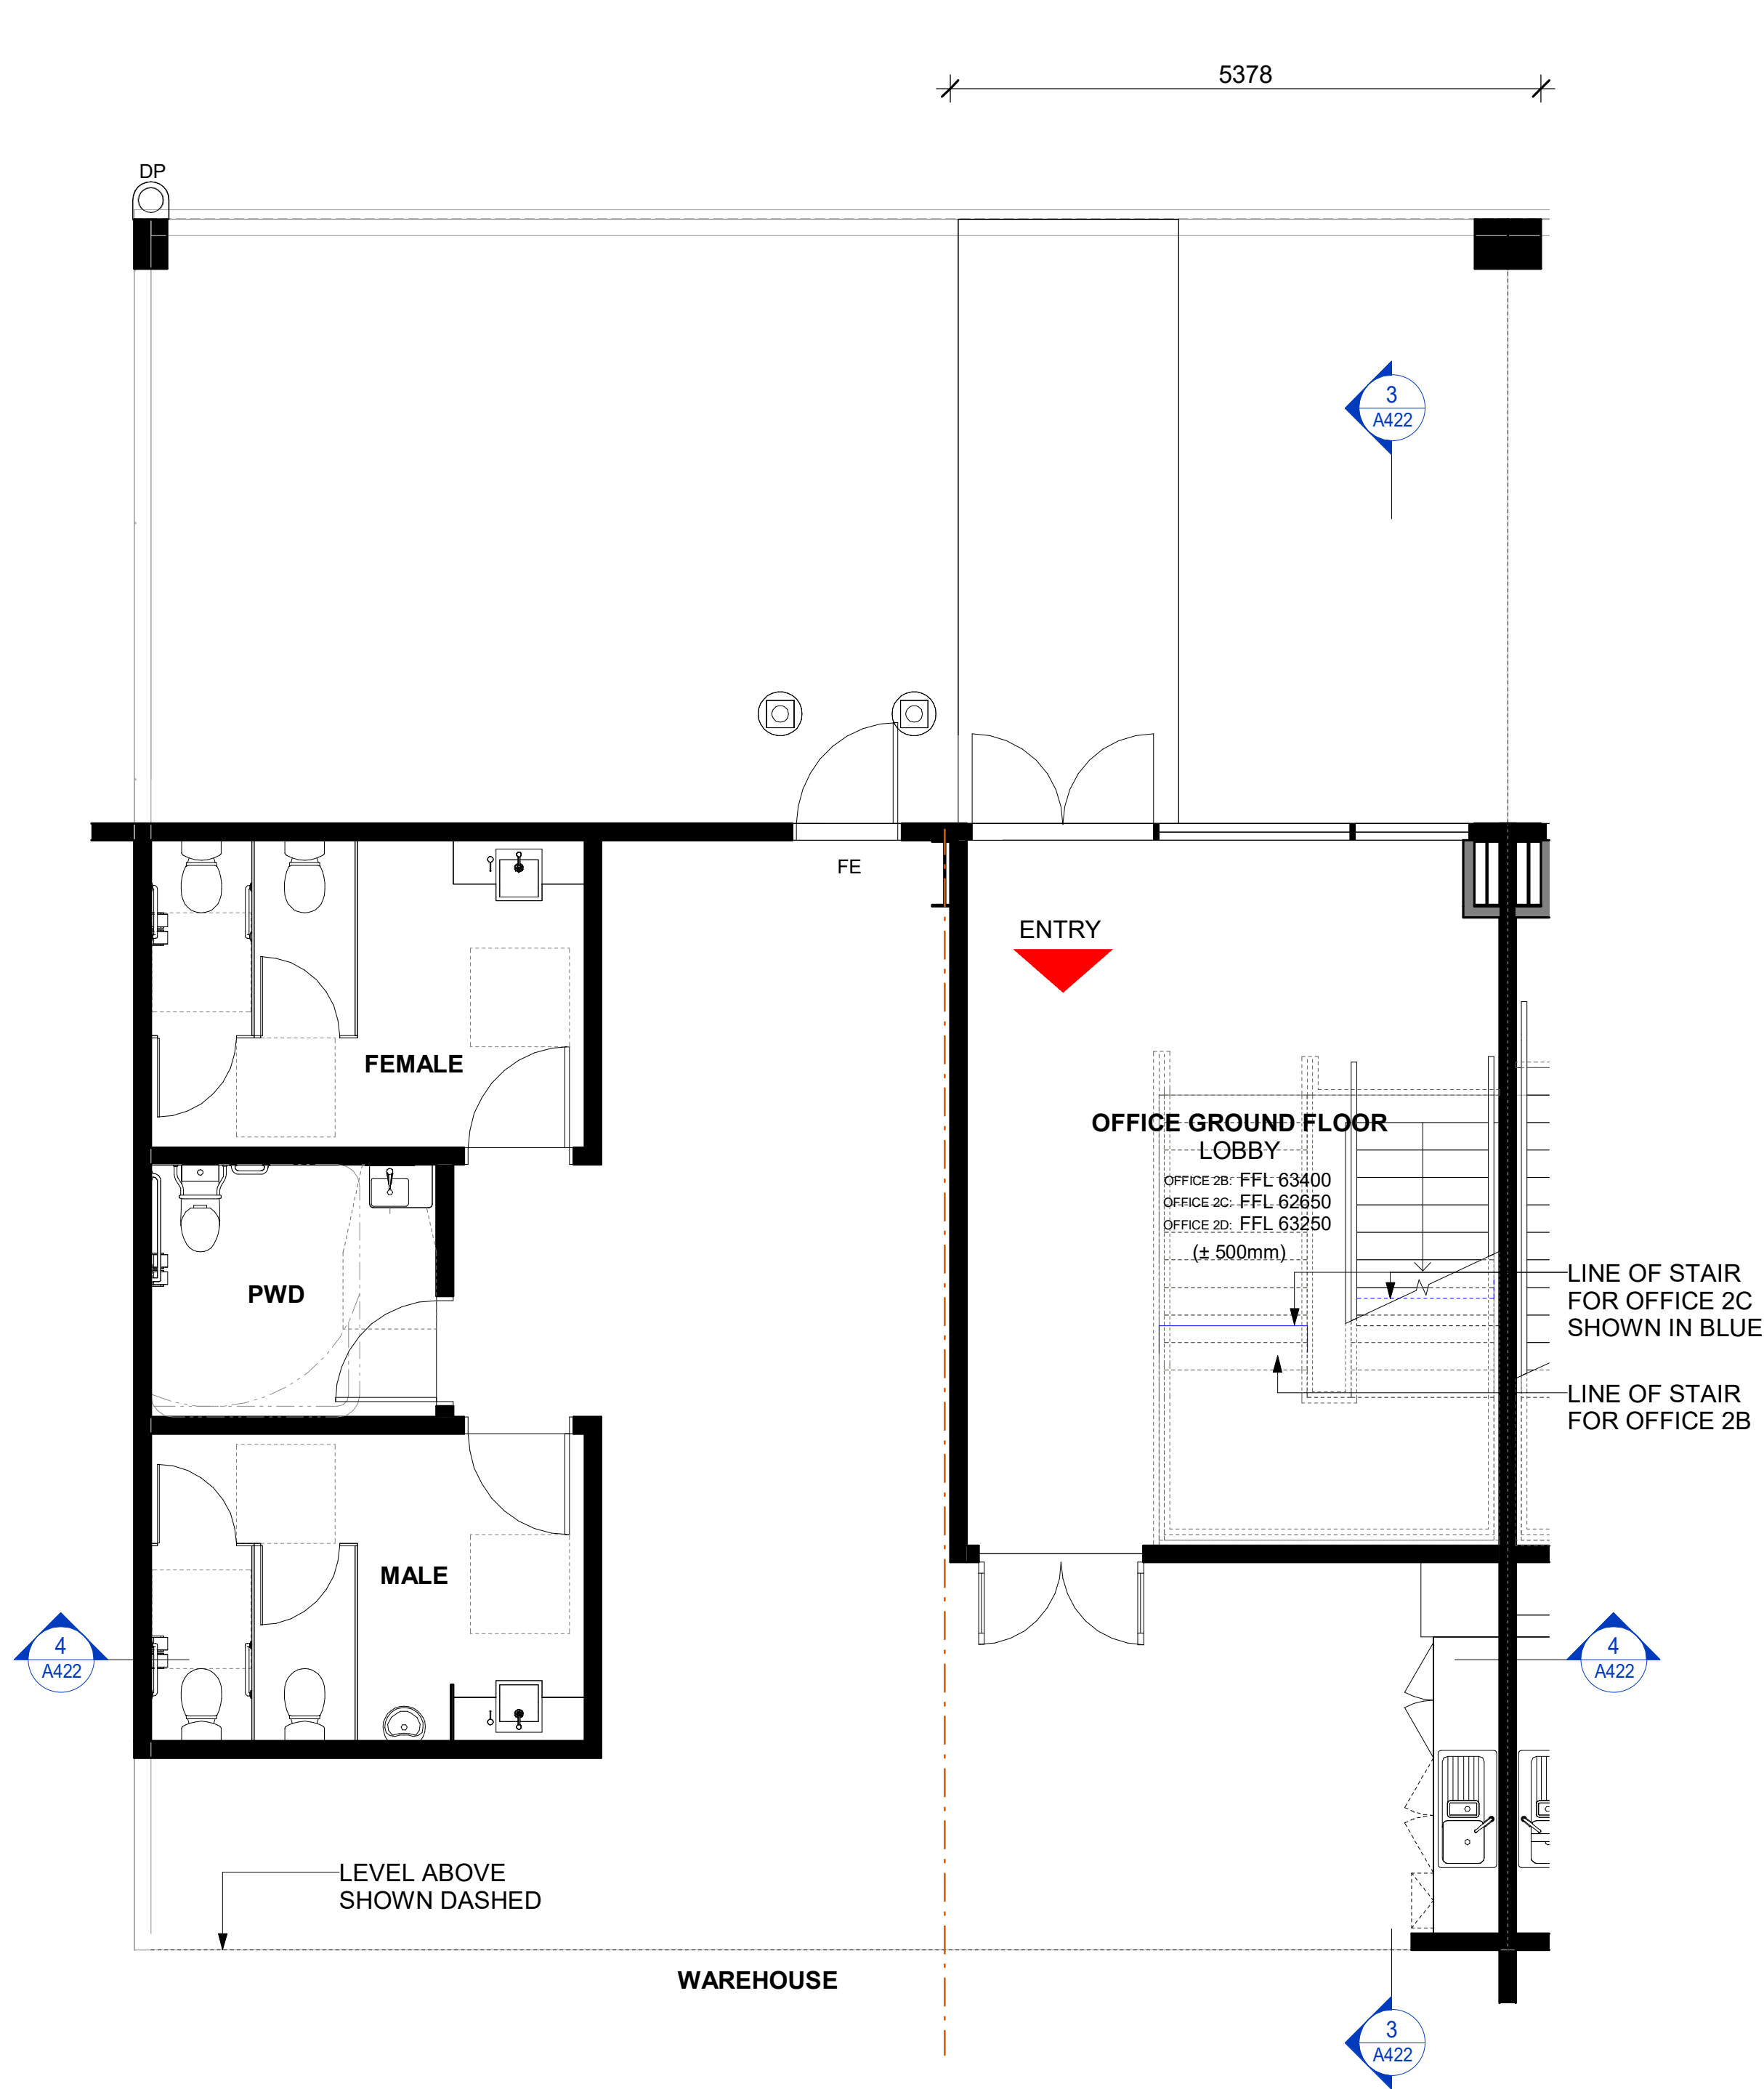 5378
DP
3
A422
FE
ENTRY
FEMALE
OFFICE GROUND FLOOR
LOBBY
OFFICE 2B: FFL 63400
OFFICE 2C: FFL 62650
OFFICE 2D: FFL 63250
(± 500mm)
LINE OF STAIR
FOR OFFICE 2C
SHOWN IN BLUE
PWD
LINE OF STAIR
FOR OFFICE 2B
MALE
4
A422
4
A422
LEVEL ABOVE
SHOWN DASHED
WAREHOUSE
3
A422